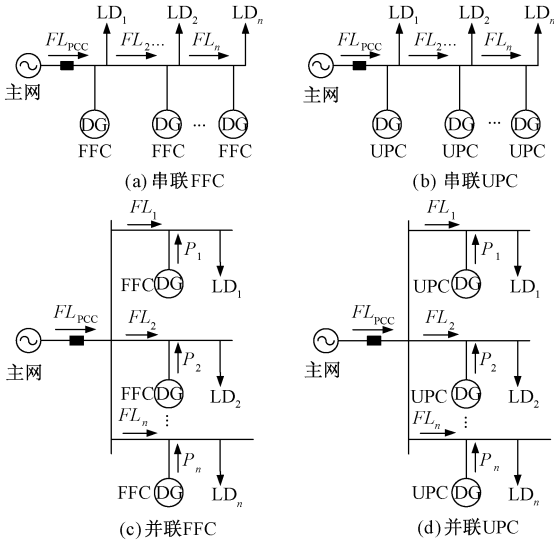 LD₁ LD₂ LDₙ
FL_PCC FL₂… FLₙ
主网
DG DG … DG
FFC FFC FFC
(a) 串联FFC
LD₁ LD₂ LDₙ
FL_PCC FL₂… FLₙ
主网
DG DG … DG
UPC UPC UPC
(b) 串联UPC
FL₁
P₁
FFC DG
LD₁
FL_PCC FL₂
主网
P₂
FFC DG
LD₂
⋮
FLₙ
Pₙ
FFC DG
LDₙ
(c) 并联FFC
FL₁
P₁
UPC DG
LD₁
FL_PCC FL₂
主网
P₂
UPC DG
LD₂
⋮
FLₙ
Pₙ
UPC DG
LDₙ
(d) 并联UPC